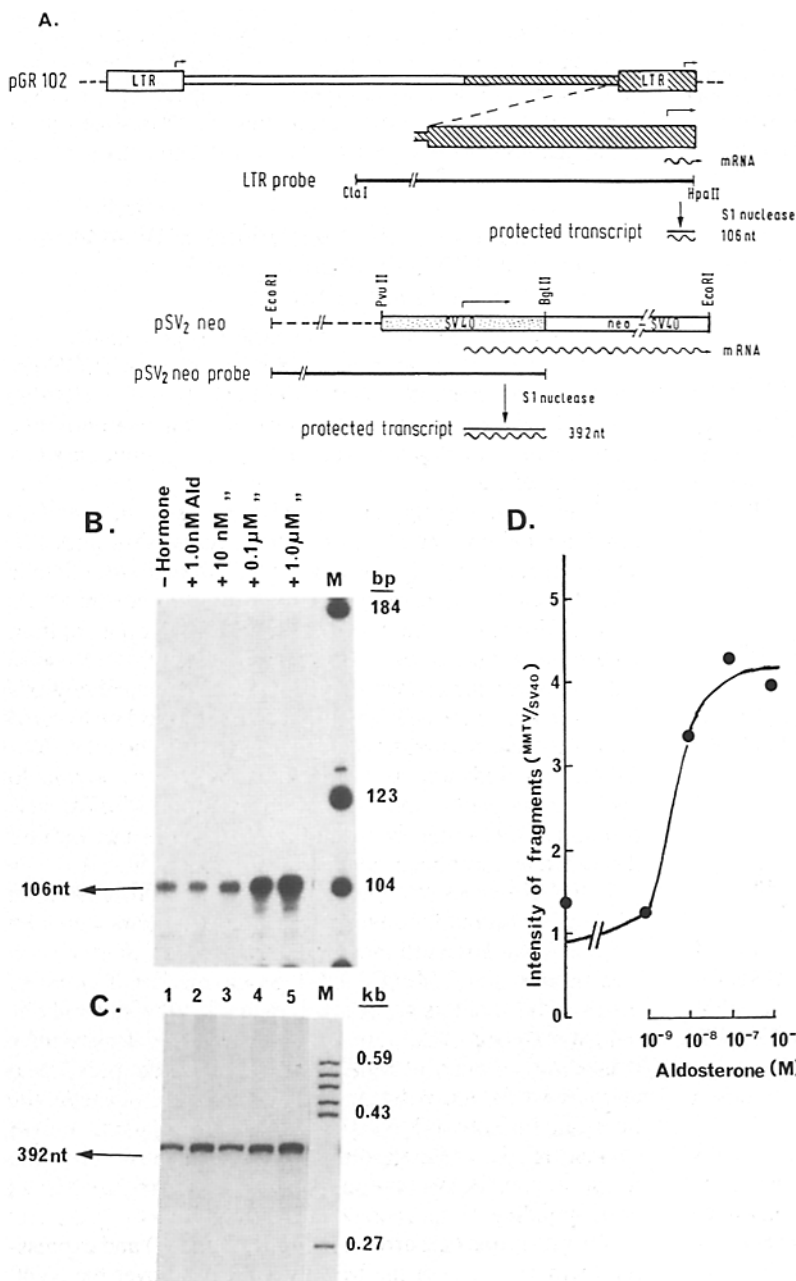 A.
pGR 102
LTR
LTR
mRNA
LTR probe
ClaI
HpaII
S1 nuclease
protected transcript
106nt
EcoRI
PvuII
BglII
EcoRI
pSV2 neo
SV40
neo
SV40
mRNA
pSV2 neo probe
S1 nuclease
protected transcript
392nt
B.
- Hormone
+ 1.0nM Ald
+ 10 nM „
+ 0.1µM „
+ 1.0µM „
M
bp
184
123
106nt
104
C.
1 2 3 4 5 M kb
0.59
0.43
392nt
0.27
D.
Intensity of fragments (MMTV/SV40)
5
4
3
2
1
0
10-9 10-8 10-7 10-
Aldosterone (M)